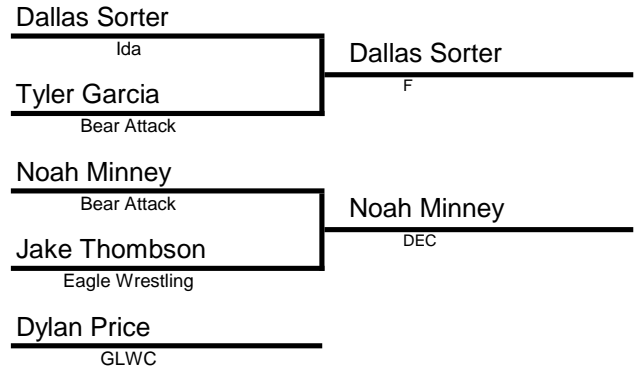 Dallas Sorter
Ida
Dallas Sorter
F
Tyler Garcia
Bear Attack
Noah Minney
Bear Attack
Noah Minney
DEC
Jake Thombson
Eagle Wrestling
Dylan Price
GLWC